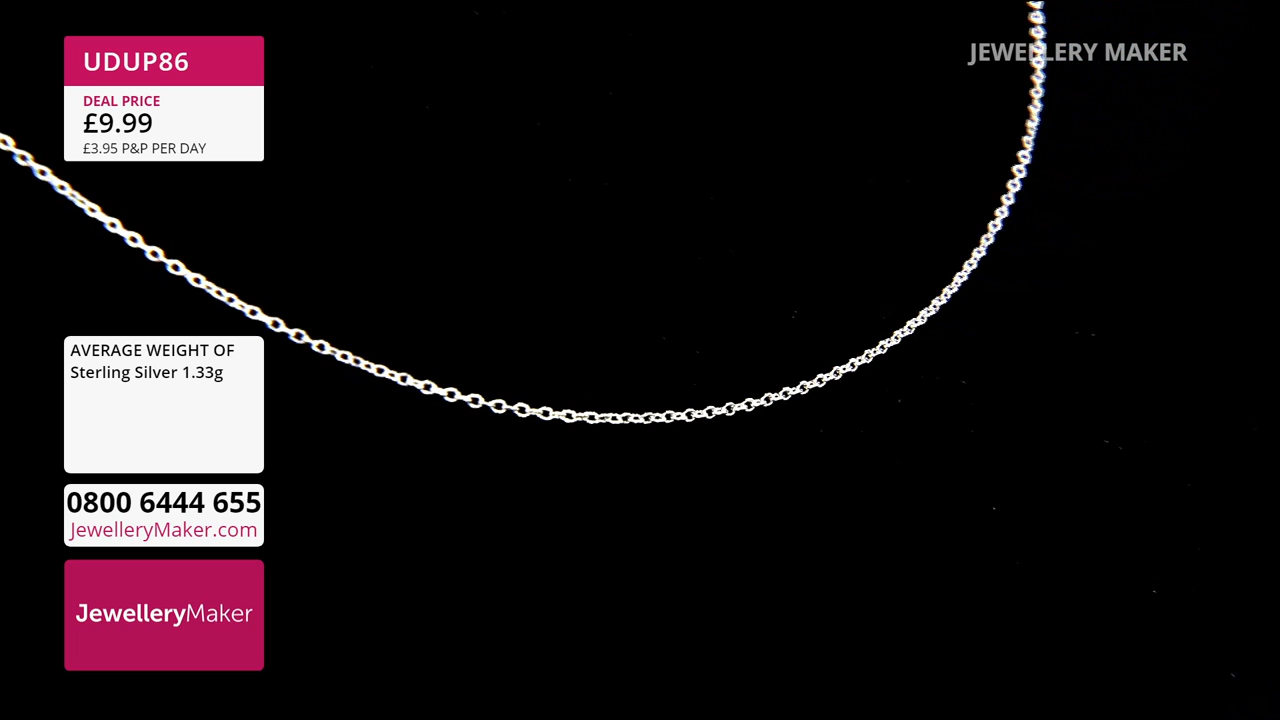 UDUP86
DEAL PRICE
£9.99
£3.95 P&P PER DAY
JEWELLERY MAKER
AVERAGE WEIGHT OF
Sterling Silver 1.33g
0800 6444 655
JewelleryMaker.com
JewelleryMaker